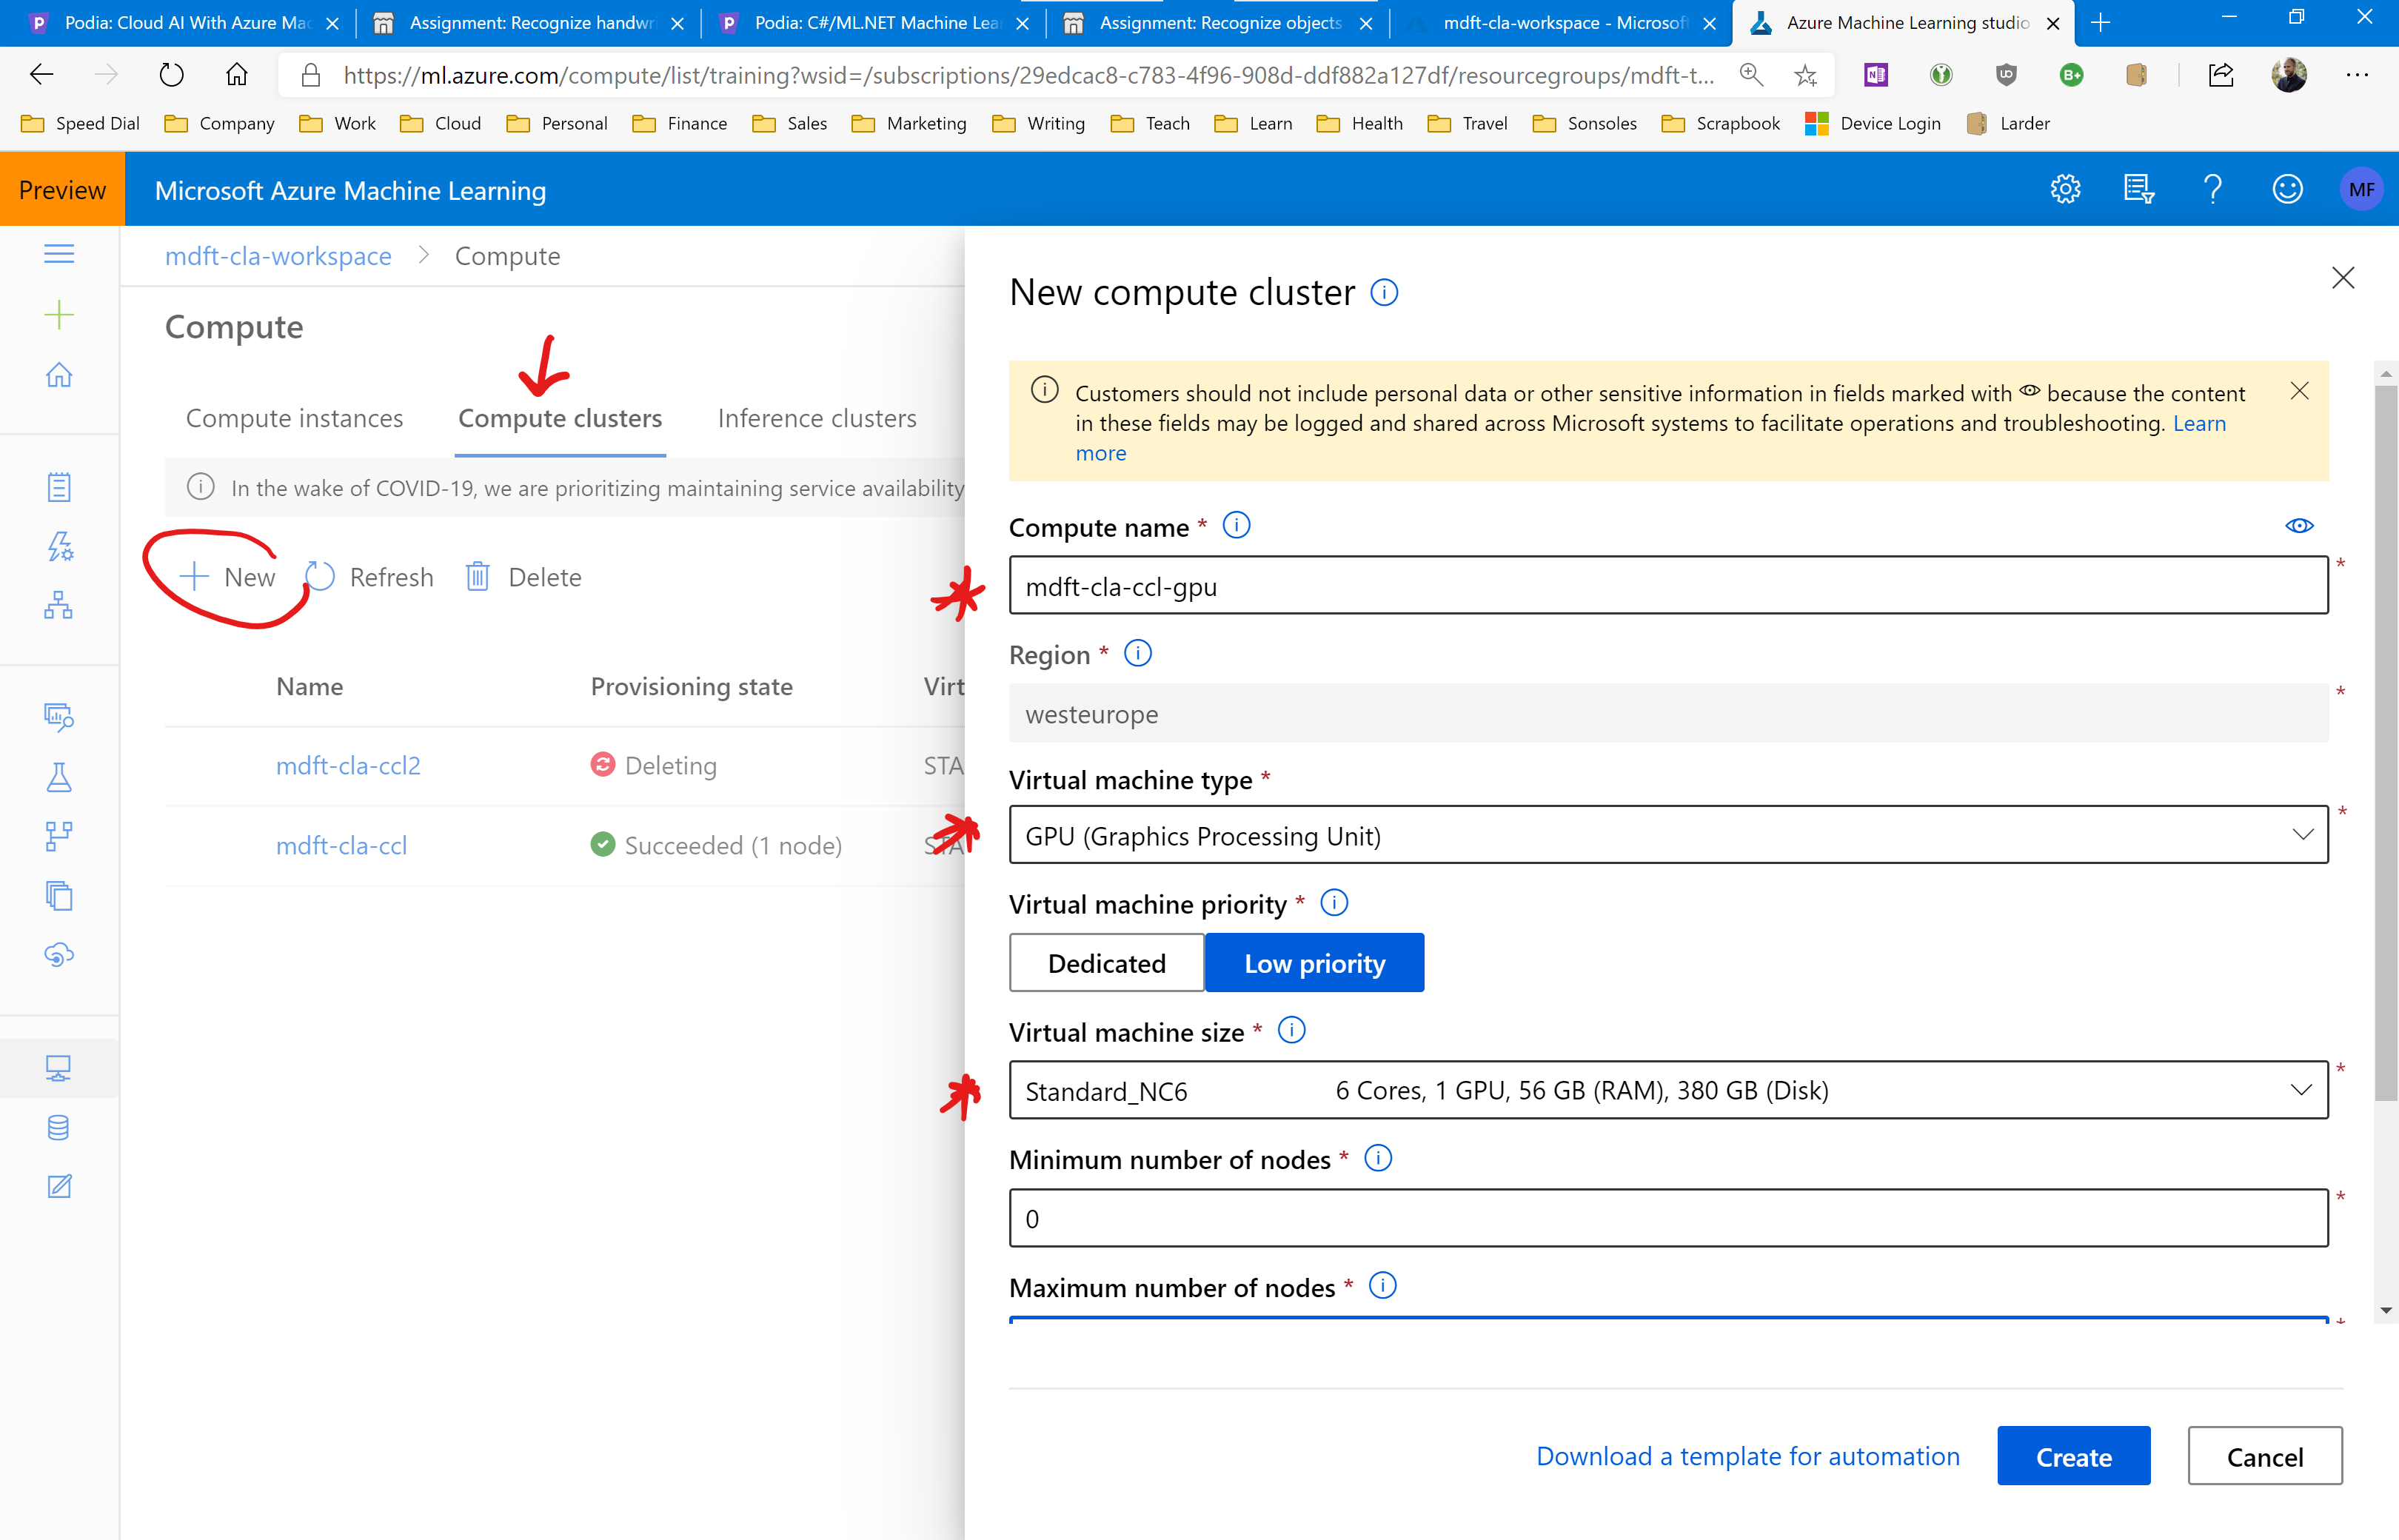 Podia: Cloud AI With Azure Mac
Assignment: Recognize handwri
Podia: C#/ML.NET Machine Lea
Assignment: Recognize objects
mdft-cla-workspace - Microsoft
Azure Machine Learning studio
https://ml.azure.com/compute/list/training?wsid=/subscriptions/29edcac8-c783-4f96-908d-ddf882a127df/resourcegroups/mdft-t...
Speed Dial
Company
Work
Cloud
Personal
Finance
Sales
Marketing
Writing
Teach
Learn
Health
Travel
Sonsoles
Scrapbook
Device Login
Larder
Preview
Microsoft Azure Machine Learning
MF
mdft-cla-workspace > Compute
Compute
Compute instances
Compute clusters
Inference clusters
In the wake of COVID-19, we are prioritizing maintaining service availability
New
Refresh
Delete
Name
Provisioning state
Virt
mdft-cla-ccl2
Deleting
STA
mdft-cla-ccl
Succeeded (1 node)
STA
New compute cluster
Customers should not include personal data or other sensitive information in fields marked with because the content
in these fields may be logged and shared across Microsoft systems to facilitate operations and troubleshooting. Learn
more
Compute name *
mdft-cla-ccl-gpu
Region *
westeurope
Virtual machine type *
GPU (Graphics Processing Unit)
Virtual machine priority *
Dedicated
Low priority
Virtual machine size *
Standard_NC6
6 Cores, 1 GPU, 56 GB (RAM), 380 GB (Disk)
Minimum number of nodes *
0
Maximum number of nodes *
Download a template for automation
Create
Cancel